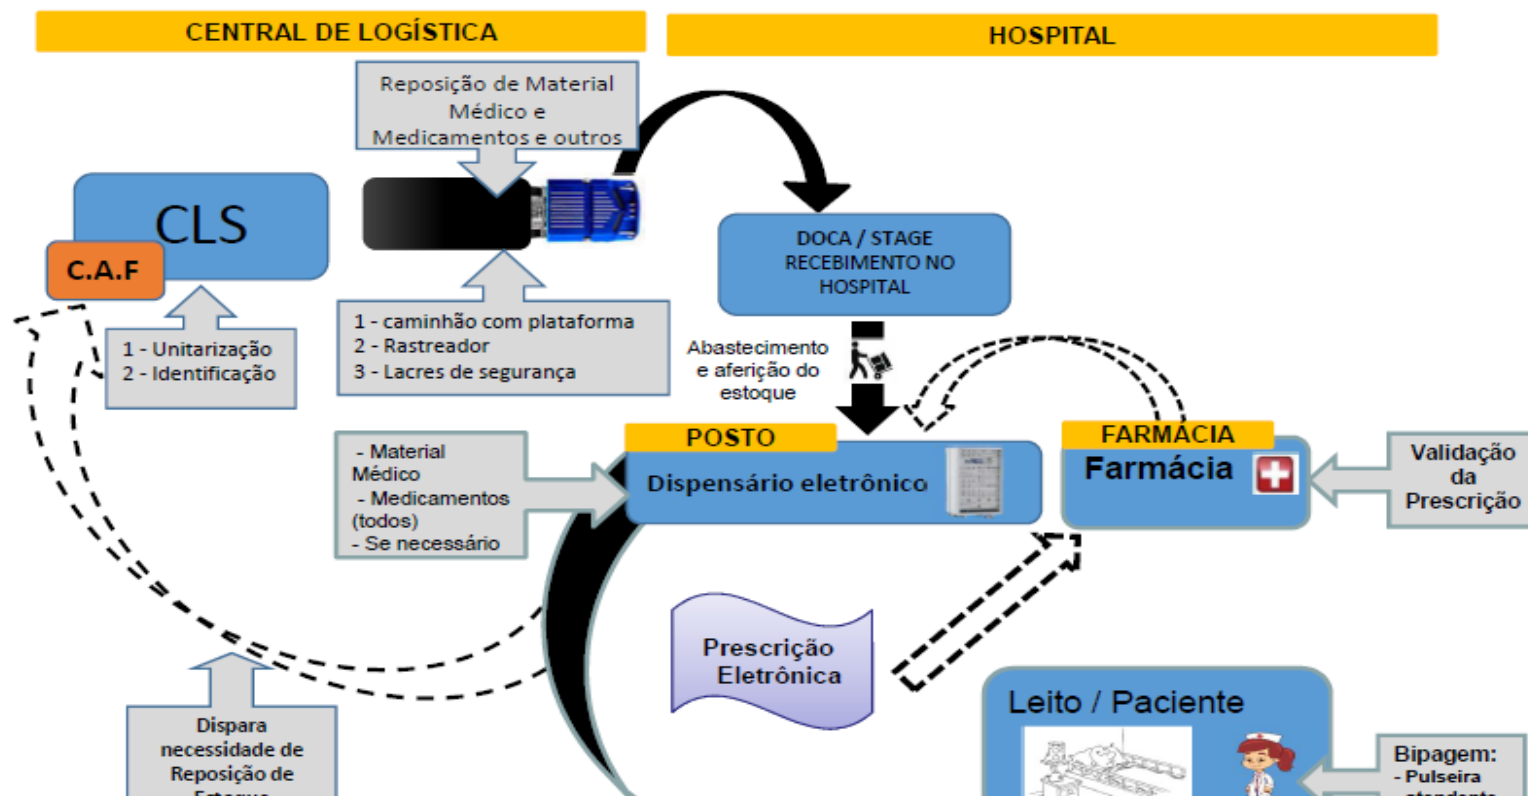 CENTRAL DE LOGÍSTICA
HOSPITAL
Reposição de Material
Médico e
Medicamentos e outros
CLS
C.A.F
1 - Unitarização
2 - Identificação
1 - caminhão com plataforma
2 - Rastreador
3 - Lacres de segurança
DOCA / STAGE
RECEBIMENTO NO
HOSPITAL
Abastecimento
e aferição do
estoque
POSTO
Dispensário eletrônico
- Material
Médico
- Medicamentos
(todos)
- Se necessário
FARMÁCIA
Farmácia
Validação
da
Prescrição
Prescrição
Eletrônica
Leito / Paciente
Dispara
necessidade de
Reposição de
Bipagem:
- Pulseira